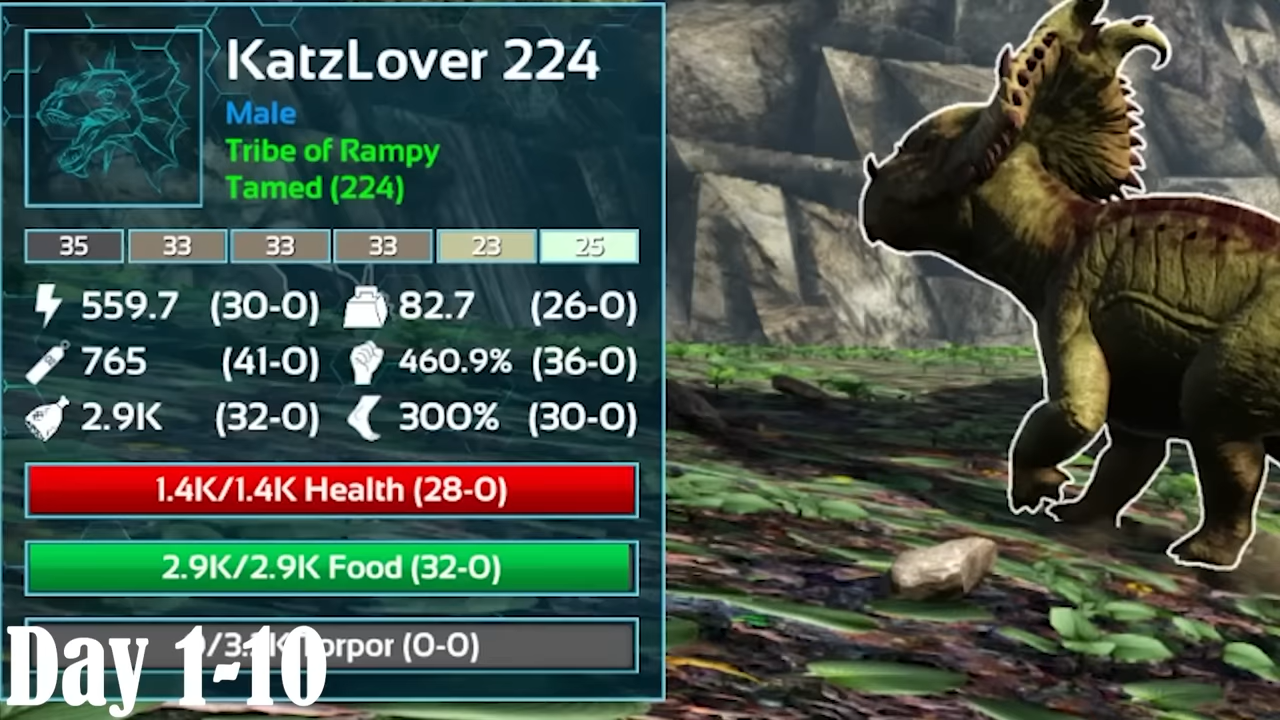 KatzLover 224
Male
Tribe of Rampy
Tamed (224)
35 33 33 33 23 25
559.7 (30-0) 82.7 (26-0)
765 (41-0) 460.9% (36-0)
2.9K (32-0) 300% (30-0)
1.4K/1.4K Health (28-0)
2.9K/2.9K Food (32-0)
(0-0)
Day 1-10